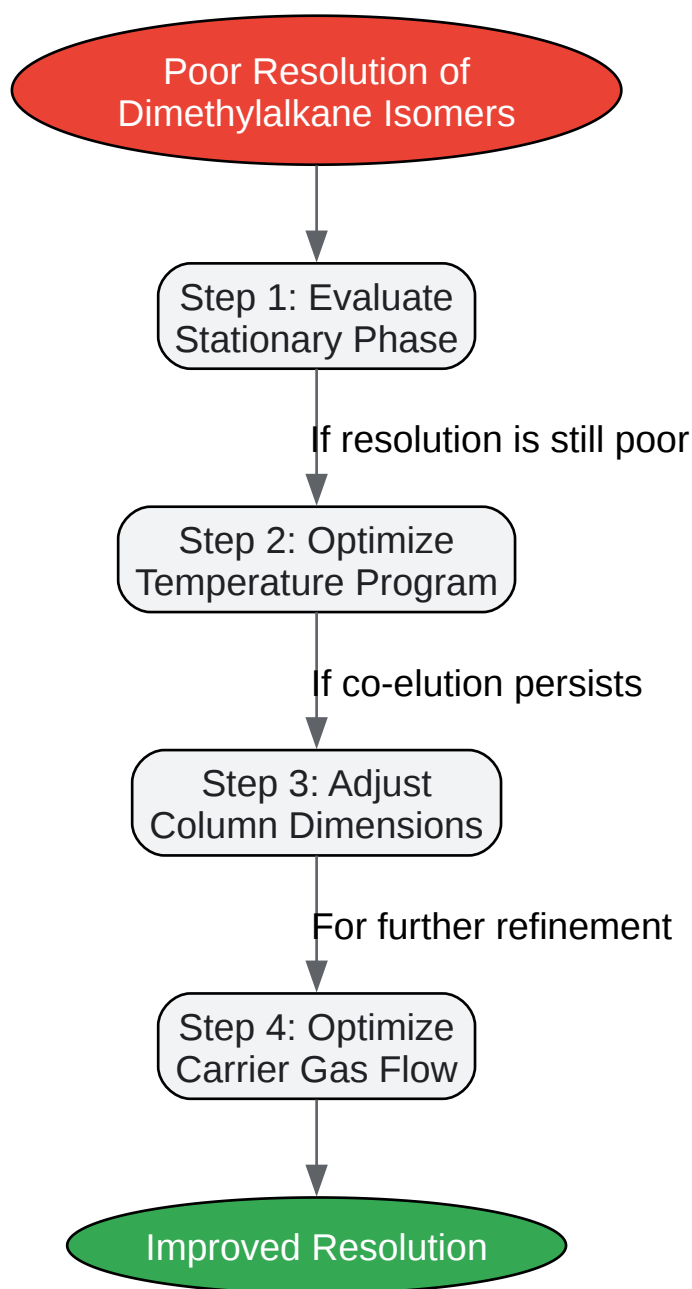 Poor Resolution of
Dimethylalkane Isomers
Step 1: Evaluate
Stationary Phase
If resolution is still poor
Step 2: Optimize
Temperature Program
If co-elution persists
Step 3: Adjust
Column Dimensions
For further refinement
Step 4: Optimize
Carrier Gas Flow
Improved Resolution